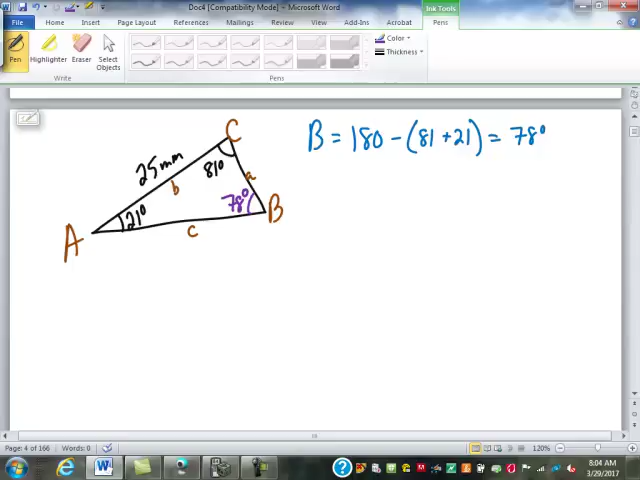 Doc4 [Compatibility Mode] - Microsoft Word
Ink Tools
File
Home
Insert
Page Layout
References
Mailings
Review
View
Add-Ins
Acrobat
Pens
Pen
Highlighter
Eraser
Select Objects
Color
Thickness
Write
Pens
B = 180 - (81 + 21) = 78°
C
25 mm
81°
b
a
78°
B
21°
A
c
Page: 4 of 166
Words: 0
120%
8:04 AM
3/29/2017